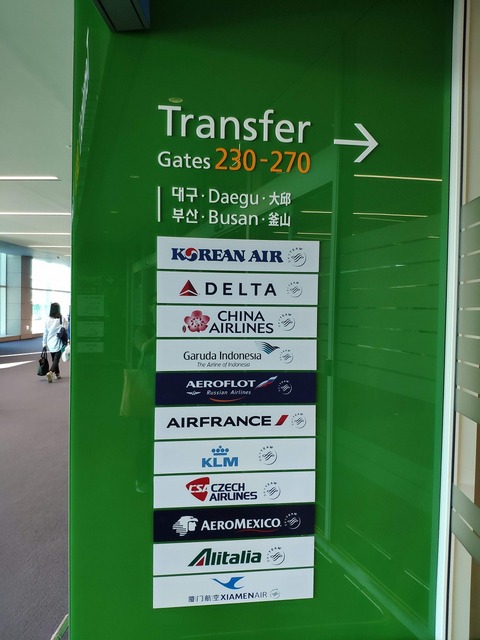 Transfer
Gates 230-270
대구·Daegu·大邱
부산·Busan·釜山
KOREAN AIR
DELTA
CHINA
AIRLINES
Garuda Indonesia
The Airline of Indonesia
AEROFLOT
Russian Airlines
AIRFRANCE
KLM
CSA CZECH
AIRLINES
AEROMEXICO
Alitalia
厦门航空 XIAMENAIR